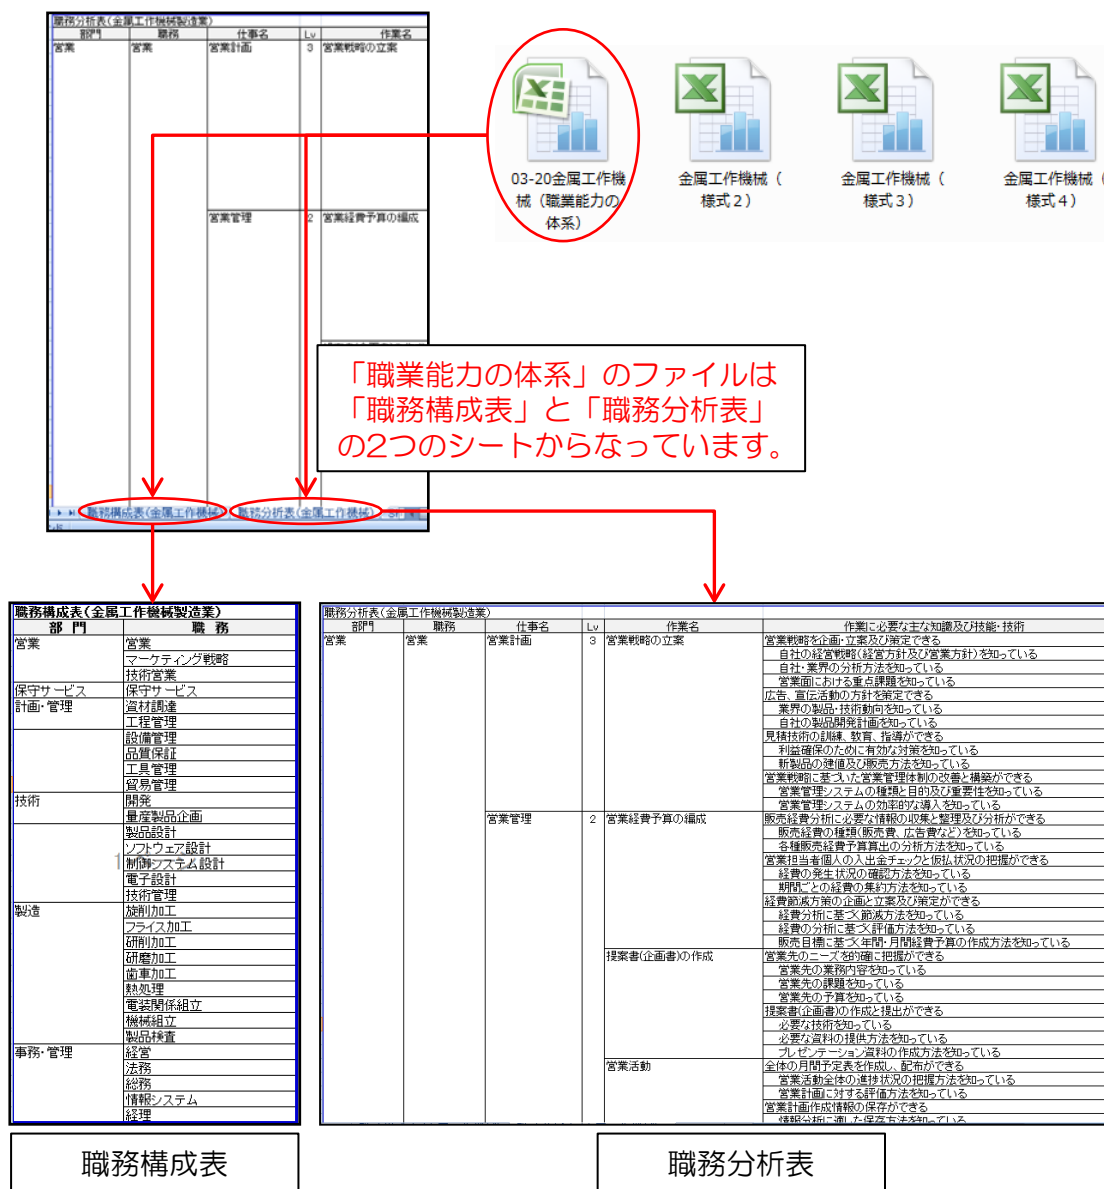 職務分析表(金属工作機械製造業)
部門 職務 仕事名 Lv 作業名
営業 営業 営業計画 3 営業戦略の立案
営業管理 2 営業経費予算の編成
03-20金属工作機
械（職業能力の
体系）
金属工作機械（
様式２）
金属工作機械（
様式３）
金属工作機械（
様式４）
「職業能力の体系」のファイルは
「職務構成表」と「職務分析表」
の2つのシートからなっています。
職務構成表(金属工作機械) 職務分析表(金属工作機械)
職務構成表(金属工作機械製造業)
部 門 職 務
営業 営業
マーケティング戦略
技術営業
保守サービス 保守サービス
計画・管理 資材調達
工程管理
設備管理
品質保証
工具管理
貿易管理
技術 開発
量産製品企画
製品設計
ソフトウェア設計
制御システム設計
電子設計
技術管理
製造 旋削加工
フライス加工
研削加工
研磨加工
歯車加工
熱処理
電装関係組立
機械組立
製品検査
事務・管理 経営
法務
総務
情報システム
経理
職務構成表
職務分析表(金属工作機械製造業)
部門 職務 仕事名 Lv 作業名 作業に必要な主な知識及び技能・技術
営業 営業 営業計画 3 営業戦略の立案 営業戦略を企画・立案及び策定できる
自社の経営戦略(経営方針及び営業方針)を知っている
自社・業界の分析方法を知っている
営業面における重点課題を知っている
広告、宣伝活動の方針を策定できる
業界の製品・技術動向を知っている
自社の製品開発計画を知っている
見積技術の訓練、教育、指導ができる
利益確保のために有効な対策を知っている
新製品の建値及び販売方法を知っている
営業戦略に基づいた営業管理体制の改善と構築ができる
営業管理システムの種類と目的及び重要性を知っている
営業管理システムの効率的な導入を知っている
営業管理 2 営業経費予算の編成 販売経費分析に必要な情報の収集と整理及び分析ができる
販売経費の種類(販売費、広告費など)を知っている
各種販売経費予算算出の分析方法を知っている
営業担当者個人の入出金チェックと仮払状況の把握ができる
経費の発生状況の確認方法を知っている
期間ごとの経費の集約方法を知っている
経費節減方策の企画と立案及び策定ができる
経費分析に基づく節減方法を知っている
経費の分析に基づく評価方法を知っている
販売目標に基づく年間・月間経費予算の作成方法を知っている
提案書(企画書)の作成 営業先のニーズを的確に把握ができる
営業先の業務内容を知っている
営業先の課題を知っている
営業先の予算を知っている
提案書(企画書)の作成と提出ができる
必要な技術を知っている
必要な資料の提供方法を知っている
プレゼンテーション資料の作成方法を知っている
営業活動 全体の月間予定表を作成し、配布ができる
営業活動全体の進捗状況の把握方法を知っている
営業計画に対する評価方法を知っている
営業計画作成情報の保存ができる
情報分析に適した保存方法を知っている
職務分析表